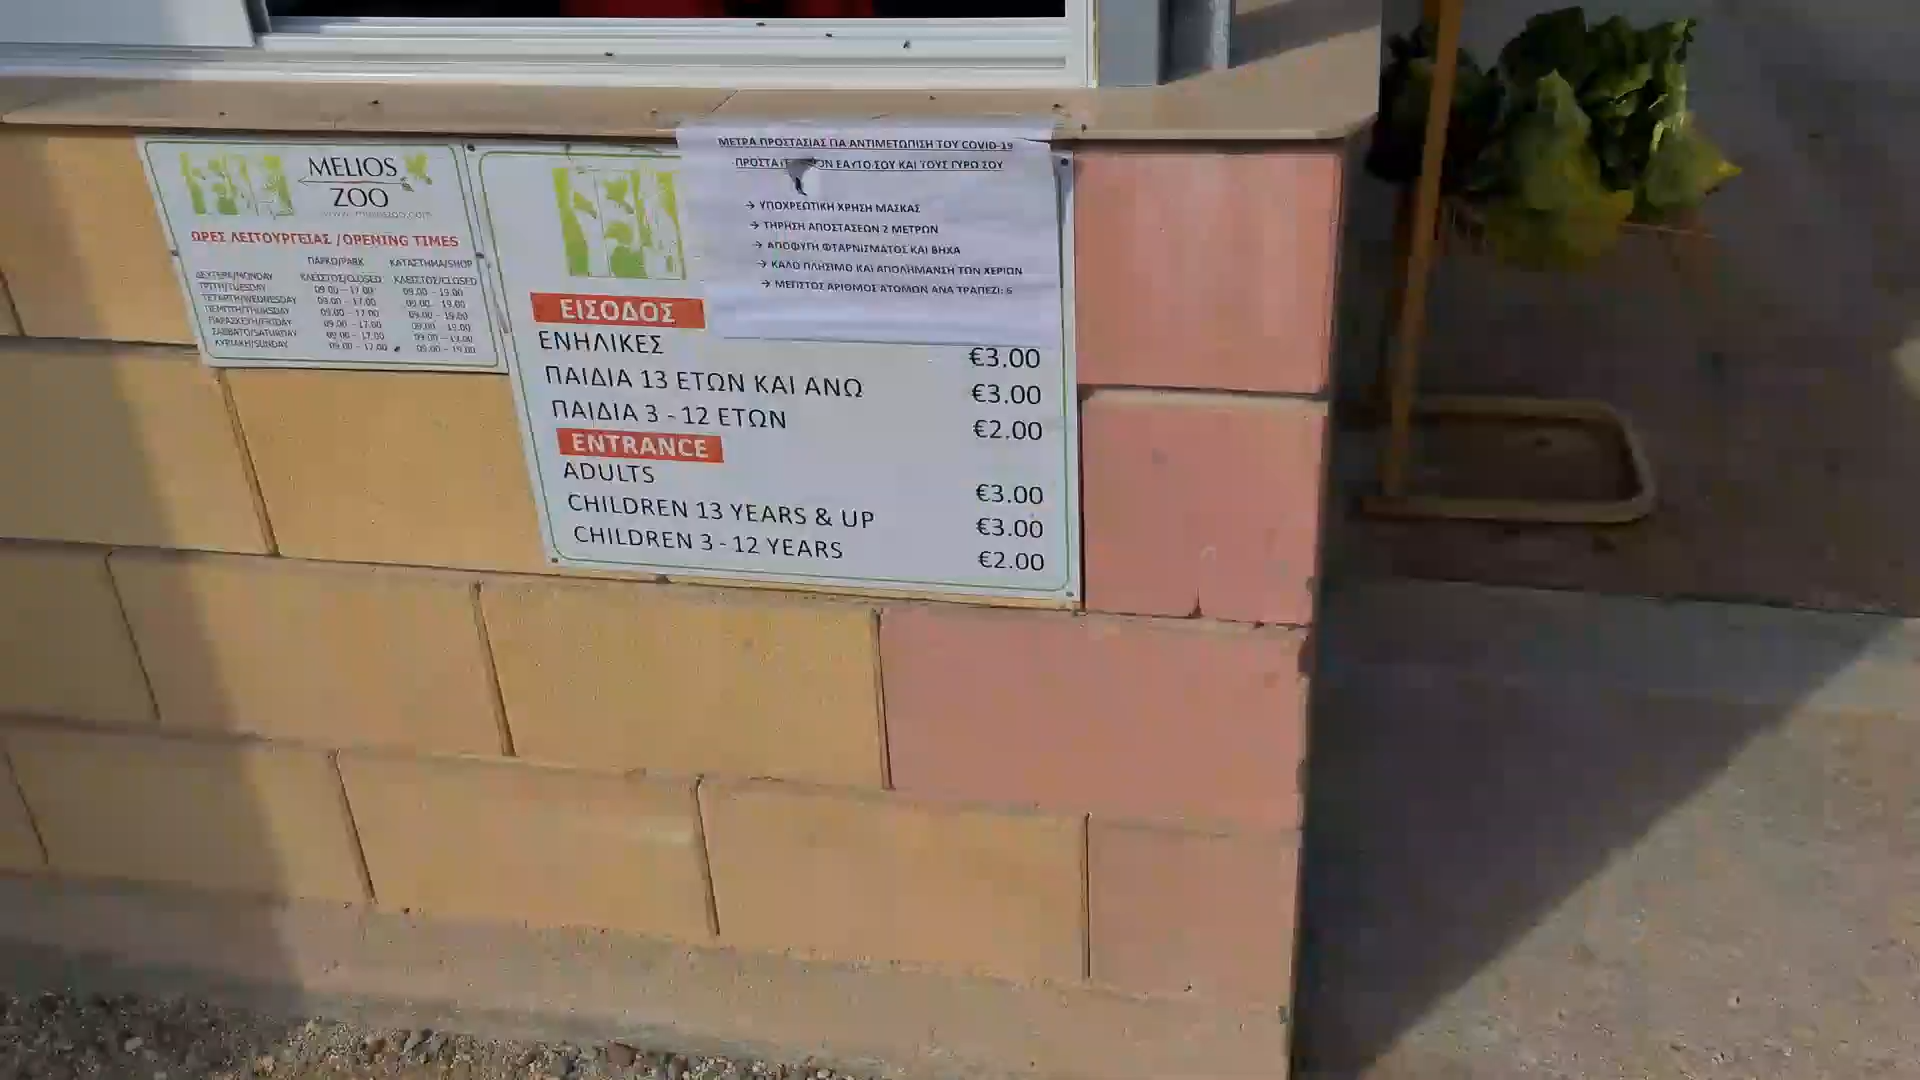 MELIOS
ZOO
www.melioszoo.com
ΩΡΕΣ ΛΕΙΤΟΥΡΓΕΙΑΣ /OPENING TIMES
ΠΑΡΚΟ/PARK ΚΑΤΑΣΤΗΜΑ/SHOP
ΔΕΥΤΕΡΑ/MONDAY ΚΛΕΙΣΤΟΣ/CLOSED ΚΛΕΙΣΤΟΣ/CLOSED
ΤΡΙΤΗ/TUESDAY 09.00 - 17.00 09.00 - 19.00
ΤΕΤΑΡΤΗ/WEDNESDAY 09.00 - 17.00 09.00 - 19.00
ΠΕΜΠΤΗ/THURSDAY 09.00 - 17.00 09.00 - 19.00
ΠΑΡΑΣΚΕΥΗ/FRIDAY 09.00 - 17.00 09.00 - 19.00
ΣΑΒΒΑΤΟ/SATURDAY 09.00 - 17.00 09.00 - 19.00
ΚΥΡΙΑΚΗ/SUNDAY 09.00 - 17.00 09.00 - 19.00
ΜΕΤΡΑ ΠΡΟΣΤΑΣΙΑΣ ΓΙΑ ΑΝΤΙΜΕΤΩΠΙΣΗ ΤΟΥ COVID-19
ΕΑΥΤΟ ΣΟΥ ΚΑΙ ΤΟΥΣ ΓΥΡΩ ΣΟΥ
→ ΥΠΟΧΡΕΩΤΙΚΗ ΧΡΗΣΗ ΜΑΣΚΑΣ
→ ΤΗΡΗΣΗ ΑΠΟΣΤΑΣΕΩΝ 2 ΜΕΤΡΩΝ
→ ΑΠΟΦΥΓΗ ΦΤΑΡΝΙΣΜΑΤΟΣ ΚΑΙ ΒΗΧΑ
→ ΚΑΛΟ ΠΛΗΣΙΜΟ ΚΑΙ ΑΠΟΛΗΜΑΝΣΗ ΤΩΝ ΧΕΡΙΩΝ
→ ΜΕΓΙΣΤΟΣ ΑΡΙΘΜΟΣ ΑΤΟΜΩΝ ΑΝΑ ΤΡΑΠΕΖΙ: 6
ΕΙΣΟΔΟΣ
ΕΝΗΛΙΚΕΣ €3.00
ΠΑΙΔΙΑ 13 ΕΤΩΝ ΚΑΙ ΑΝΩ €3.00
ΠΑΙΔΙΑ 3 - 12 ΕΤΩΝ €2.00
ENTRANCE
ADULTS €3.00
CHILDREN 13 YEARS & UP €3.00
CHILDREN 3 - 12 YEARS €2.00